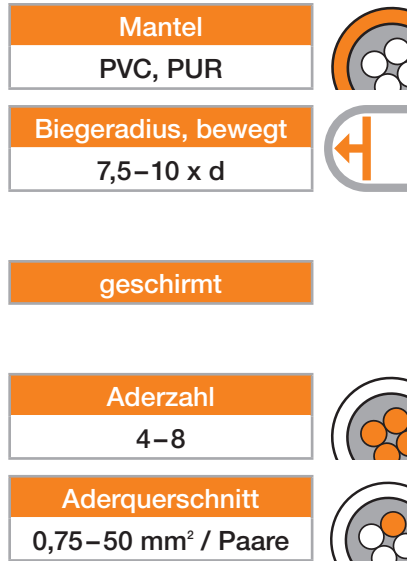 Mantel
PVC, PUR
Biegeradius, bewegt
7,5–10 x d
geschirmt
Aderzahl
4–8
Aderquerschnitt
0,75–50 mm² / Paare